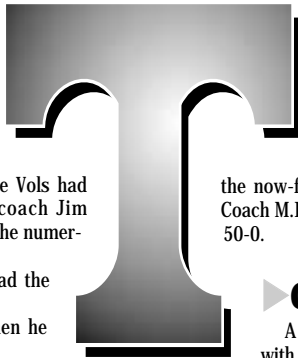 T
e Vols had
coach Jim
he numer-
ad the
en he
the now-f
Coach M.B
50-0.
A
with